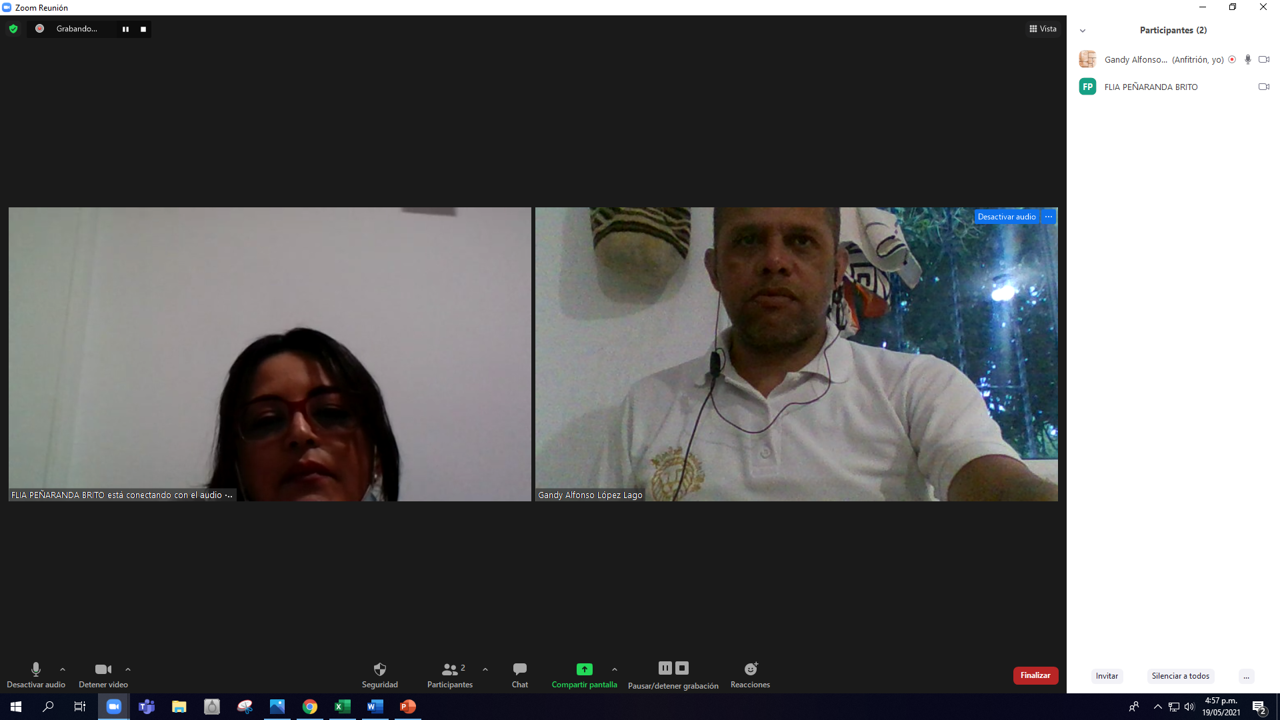 Zoom Reunión
Grabando...
Vista
Participantes (2)
Gandy Alfonso... (Anfitrión, yo)
FP FLIA PEÑARANDA BRITO
Desactivar audio ...
FLIA PEÑARANDA BRITO está conectando con el audio ·..
Gandy Alfonso López Lago
Desactivar audio
Detener video
Seguridad
2
Participantes
Chat
Compartir pantalla
Pausar/detener grabación
Reacciones
Finalizar
Invitar
Silenciar a todos
...
4:57 p.m.
19/05/2021
2